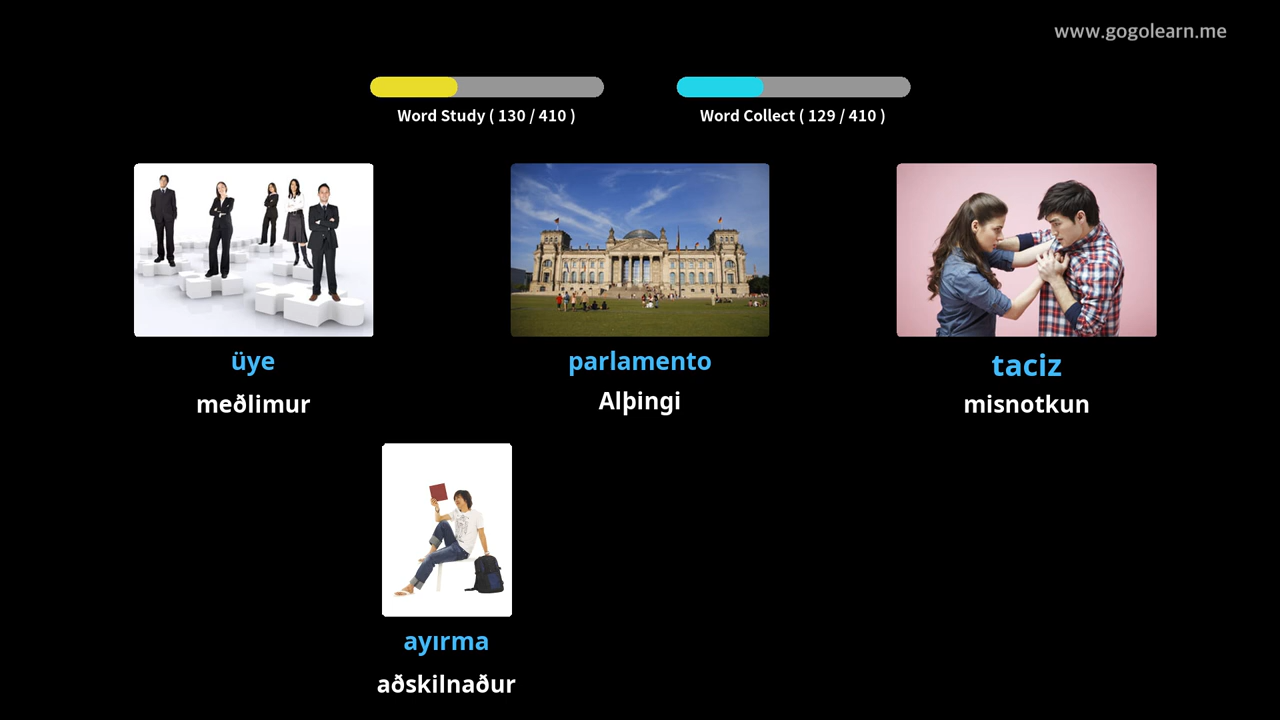 www.gogolearn.me
Word Study ( 130 / 410 )
Word Collect ( 129 / 410 )
üye
meðlimur
parlamento
Alþingi
taciz
misnotkun
ayırma
aðskilnaður